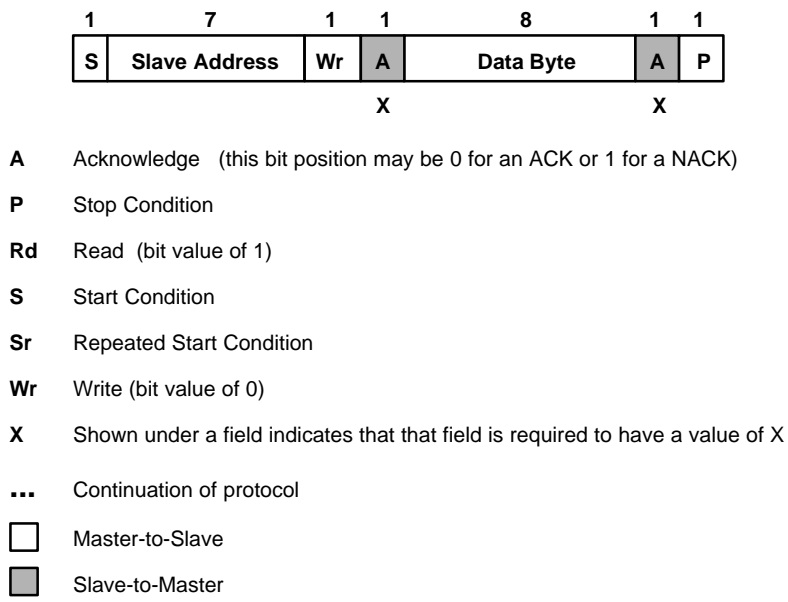 1 7 1 1 8 1 1
S Slave Address Wr A Data Byte A P
X X
A Acknowledge (this bit position may be 0 for an ACK or 1 for a NACK)
P Stop Condition
Rd Read (bit value of 1)
S Start Condition
Sr Repeated Start Condition
Wr Write (bit value of 0)
X Shown under a field indicates that that field is required to have a value of X
... Continuation of protocol
Master-to-Slave
Slave-to-Master